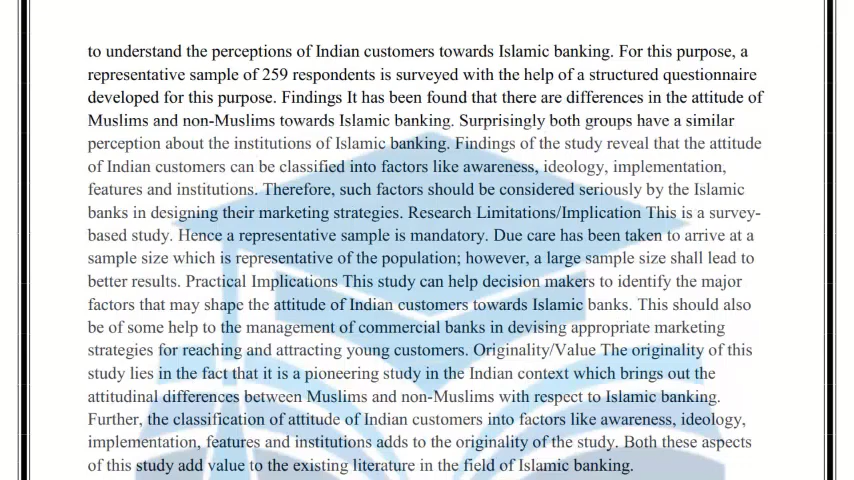 to understand the perceptions of Indian customers towards Islamic banking. For this purpose, a
representative sample of 259 respondents is surveyed with the help of a structured questionnaire
developed for this purpose. Findings It has been found that there are differences in the attitude of
Muslims and non-Muslims towards Islamic banking. Surprisingly both groups have a similar
perception about the institutions of Islamic banking. Findings of the study reveal that the attitude
of Indian customers can be classified into factors like awareness, ideology, implementation,
features and institutions. Therefore, such factors should be considered seriously by the Islamic
banks in designing their marketing strategies. Research Limitations/Implication This is a survey-
based study. Hence a representative sample is mandatory. Due care has been taken to arrive at a
sample size which is representative of the population; however, a large sample size shall lead to
better results. Practical Implications This study can help decision makers to identify the major
factors that may shape the attitude of Indian customers towards Islamic banks. This should also
be of some help to the management of commercial banks in devising appropriate marketing
strategies for reaching and attracting young customers. Originality/Value The originality of this
study lies in the fact that it is a pioneering study in the Indian context which brings out the
attitudinal differences between Muslims and non-Muslims with respect to Islamic banking.
Further, the classification of attitude of Indian customers into factors like awareness, ideology,
implementation, features and institutions adds to the originality of the study. Both these aspects
of this study add value to the existing literature in the field of Islamic banking.